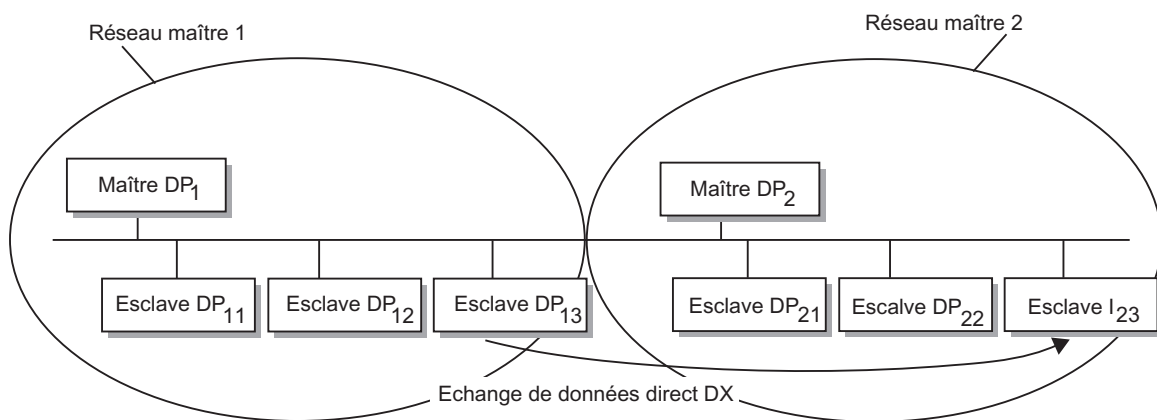 Réseau maître 1
Réseau maître 2
Maître DP1
Maître DP2
Esclave DP11
Esclave DP12
Esclave DP13
Esclave DP21
Escalve DP22
Esclave I23
Echange de données direct DX